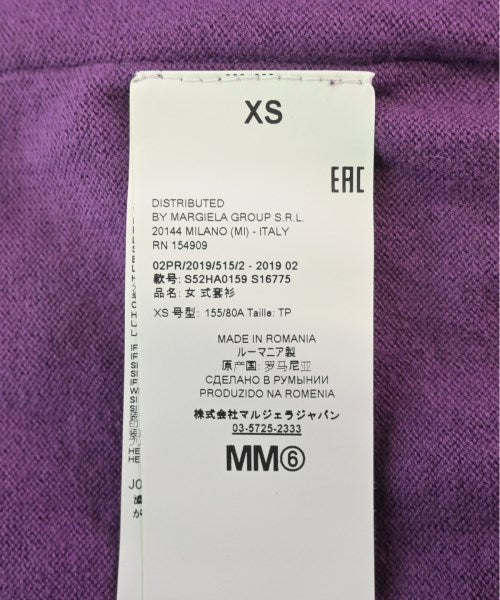 XS
EAC
DISTRIBUTED
BY MARGIELA GROUP S.R.L.
20144 MILANO (MI) - ITALY
RN 154909
02PR/2019/515/2 - 2019 02
款号: S52HA0159 S16775
品名: 女 式套衫
XS 号型: 155/80A Taille: TP
MADE IN ROMANIA
ルーマニア製
原产国: 罗马尼亚
СДЕЛАНО В РУМЫНИИ
PRODUZIDO NA ROMENIA
株式会社マルジェラジャパン
03-5725-2333
MM⑥